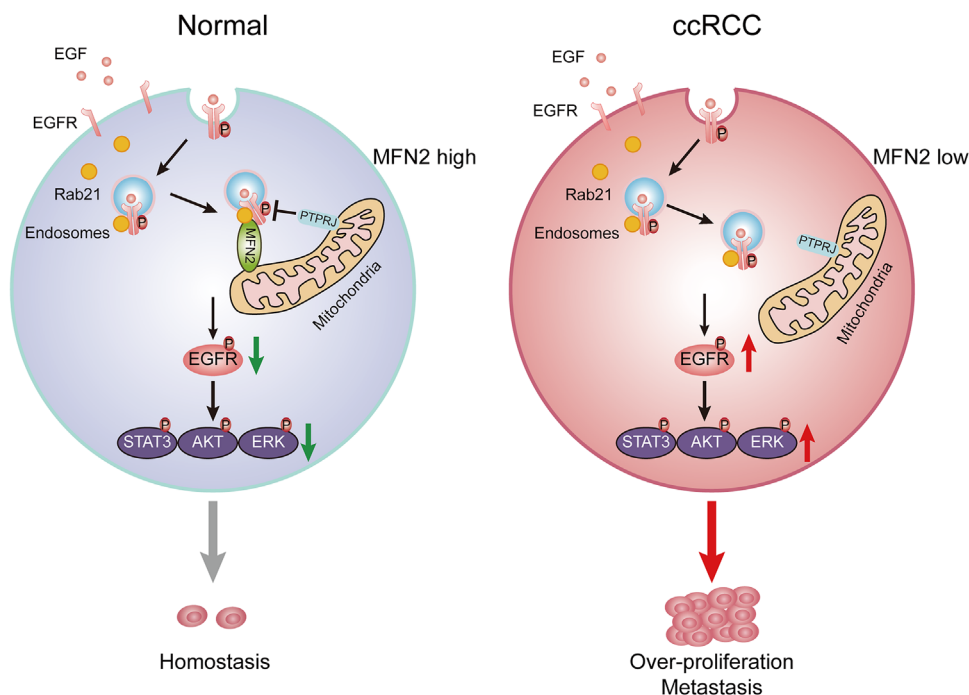 Normal
EGF
EGFR
P
MFN2 high
Rab21
Endosomes
P
P
PTPRJ
MFN2
Mitochondria
P
EGFR
P
P
P
STAT3
AKT
ERK
Homostasis
ccRCC
EGF
EGFR
P
MFN2 low
Rab21
Endosomes
P
P
PTPRJ
Mitochondria
P
EGFR
P
P
P
STAT3
AKT
ERK
Over-proliferation
Metastasis